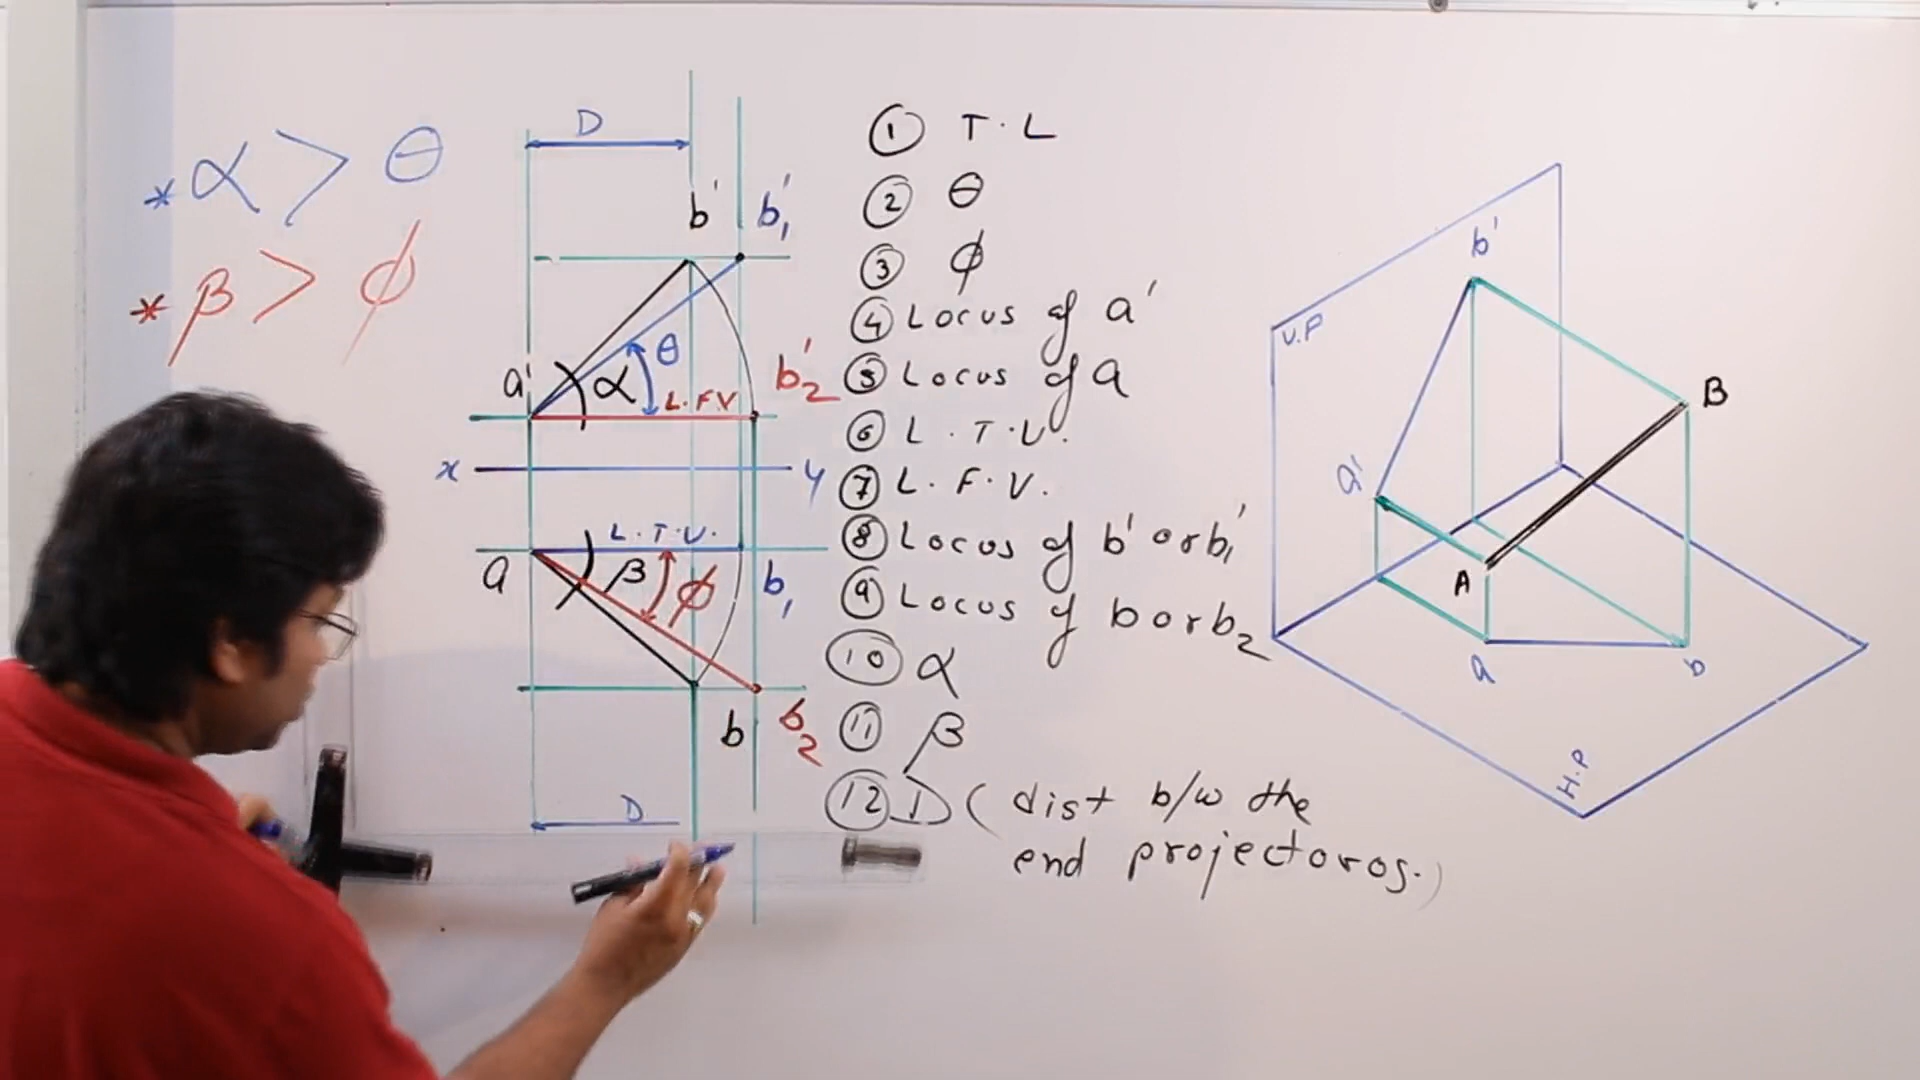 * α > θ
* β > ϕ
D
b'
b'₁
a'
α
θ
L.F.V
b'₂
x
y
L.T.V.
a
β
ϕ
b₁
b
b₂
D
① T.L
② θ
③ ϕ
④ Locus of a'
⑤ Locus of a
⑥ L.T.V.
⑦ L.F.V.
⑧ Locus of b' or b'₁
⑨ Locus of b or b₂
⑩ α
⑪ β
⑫ D (dist b/w the
end projectoros.)
V.P
b'
B
a'
A
a
b
H.P